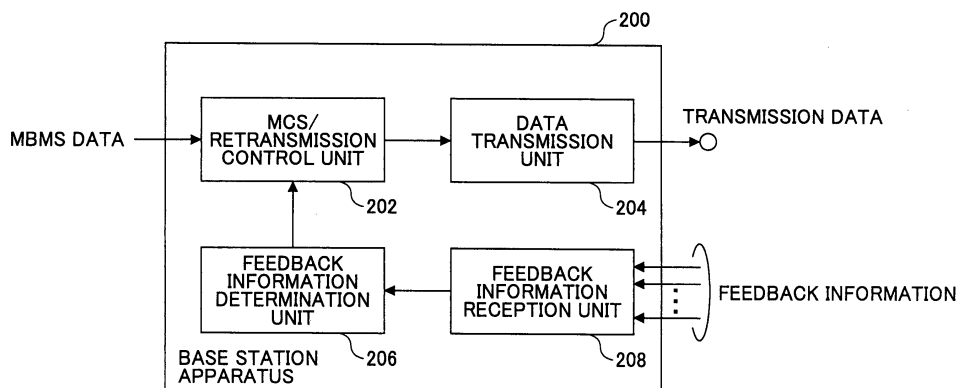 200
MBMS DATA
MCS/
RETRANSMISSION
CONTROL UNIT
202
DATA
TRANSMISSION
UNIT
204
TRANSMISSION DATA
FEEDBACK
INFORMATION
DETERMINATION
UNIT
206
FEEDBACK
INFORMATION
RECEPTION UNIT
208
FEEDBACK INFORMATION
BASE STATION
APPARATUS